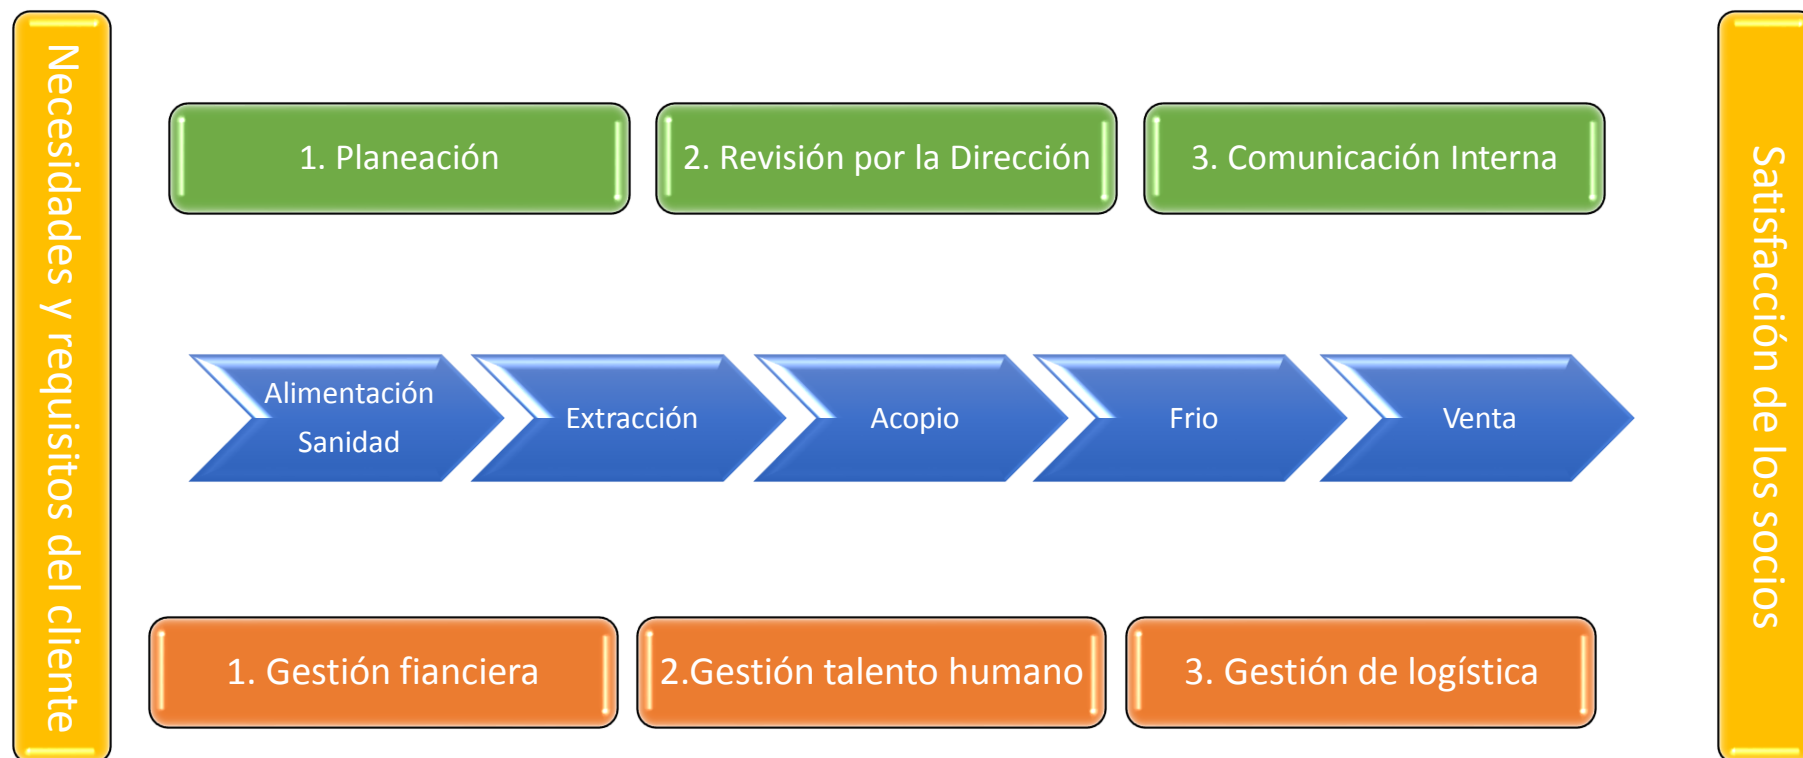 Necesidades y requisitos del cliente
1. Planeación
2. Revisión por la Dirección
3. Comunicación Interna
Alimentación
Sanidad
Extracción
Acopio
Frio
Venta
1. Gestión fianciera
2.Gestión talento humano
3. Gestión de logística
Satisfacción de los socios